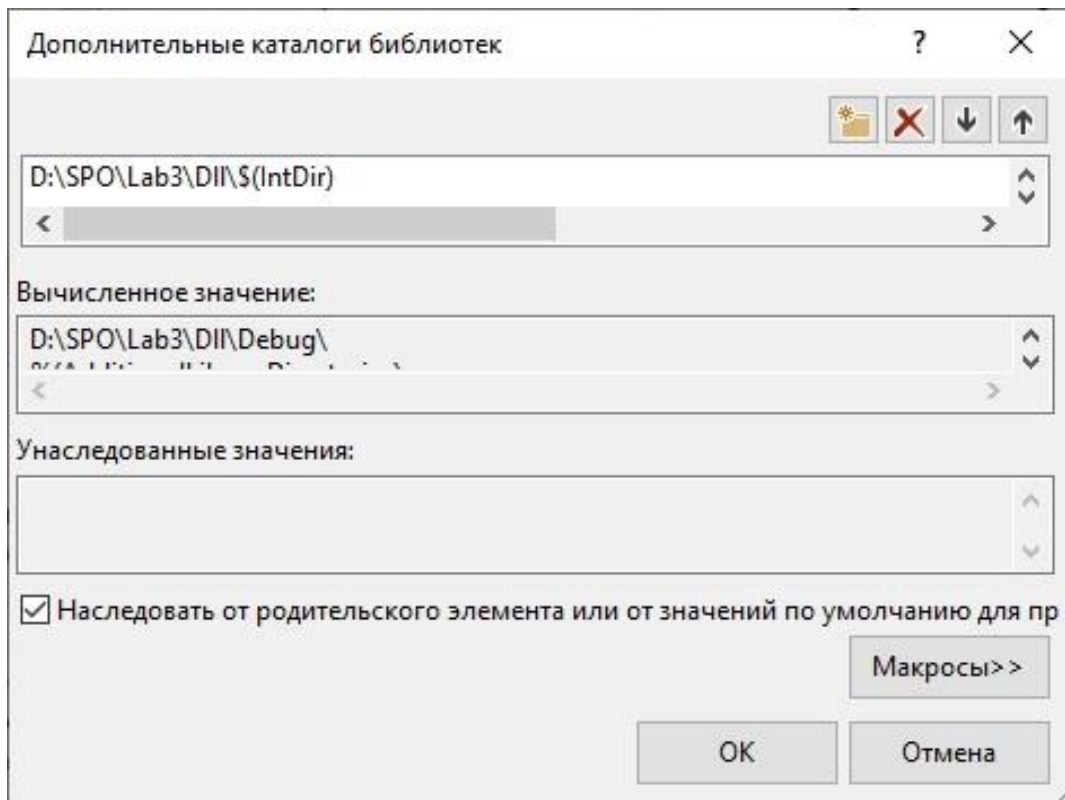 Дополнительные каталоги библиотек
D:\SPO\Lab3\Dll\$(IntDir)
Вычисленное значение:
D:\SPO\Lab3\Dll\Debug\
Унаследованные значения:
Наследовать от родительского элемента или от значений по умолчанию для пр
Макросы>>
OK
Отмена